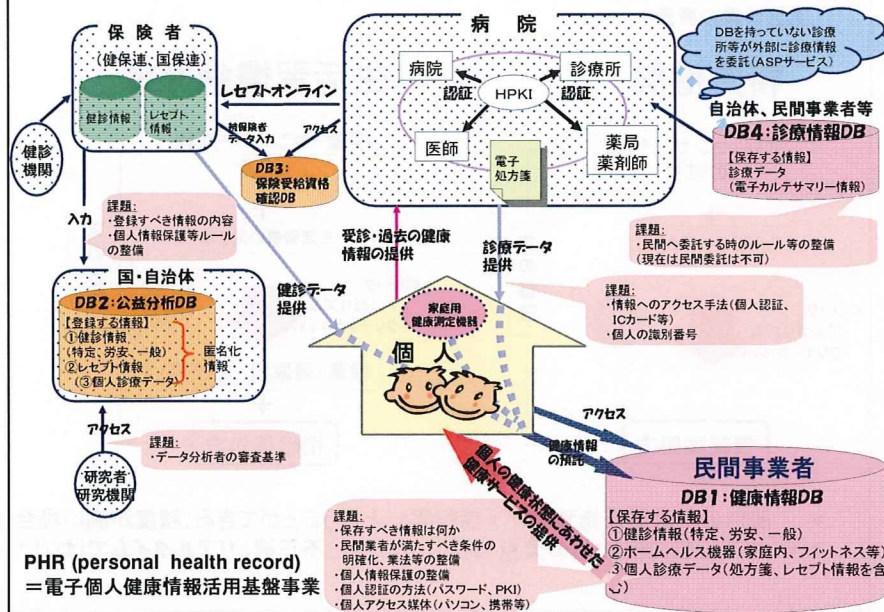 保 険 者
(健保連、国保連)
健診情報
レセプト
情報
健診
機関
レセプトオンライン
被保険者
データ入力
アクセス
DB3:
保険受給資格
確認DB
病 院
病院
診療所
認証
HPKI
認証
医師
電子
処方箋
薬局
薬剤師
DBを持っていない診療
所等が外部に診療情報
を委託(ASPサービス)
自治体、民間事業者等
DB4:診療情報DB
【保存する情報】
診療データ
(電子カルテサマリー情報)
課題:
・民間へ委託する時のルール等の整備
(現在は民間委託は不可)
入力
課題:
・登録すべき情報の内容
・個人情報保護等ルール
の整備
国・自治体
DB2:公益分析DB
【登録する情報】
①健診情報
(特定、労安、一般)
②レセプト情報
(③個人診療データ)
匿名化
情報
アクセス
研究者
研究機関
課題:
・データ分析者の審査基準
健診データ
提供
受診・過去の健康
情報の提供
診療データ
提供
課題:
・情報へのアクセス手法(個人認証、
ICカード等)
・個人の識別番号
家庭用
健康測定機器
個 人
アクセス
健康情報
の預託
個人の健康状態にあわせた
健康サービスの提供
民間事業者
DB1:健康情報DB
【保存する情報】
①健診情報(特定、労安、一般)
②ホームヘルス機器(家庭内、フィットネス等)
③個人診療データ(処方箋、レセプト情報を含
む)
課題:
・保存すべき情報は何か
・民間業者が満たすべき条件の
明確化、業法等の整備
・個人情報保護の整備
・個人認証の方法(パスワード、PKI)
・個人アクセス媒体(パソコン、携帯等)
PHR (personal health record)
=電子個人健康情報活用基盤事業